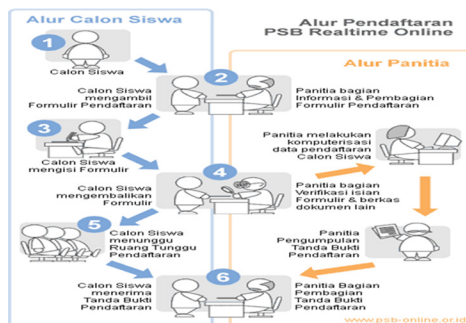 Alur Calon Siswa
Alur Pendaftaran
PSB Realtime Online
Alur Panitia
1
Calon Siswa
2
Calon Siswa
mengambil
Formulir Pendaftaran
Panitia bagian
Informasi & Pembagian
Formulir Pendaftaran
3
Calon Siswa
mengisi Formulir
Panitia melakukan
komputerisasi
data pendaftaran
Calon Siswa
4
Calon Siswa
mengembalikan
Formulir
Panitia bagian
Verifikasi isian
Formulir & berkas
dokumen lain
5
Calon Siswa
menunggu
Ruang Tunggu
Pendaftaran
Panitia
Pengumpulan
Tanda Bukti
Pendaftaran
6
Calon Siswa
menerima
Tanda Bukti
Pendaftaran
Panitia Bagian
Pembagian
Tanda Bukti
Pendaftaran
www.psb-online.or.id